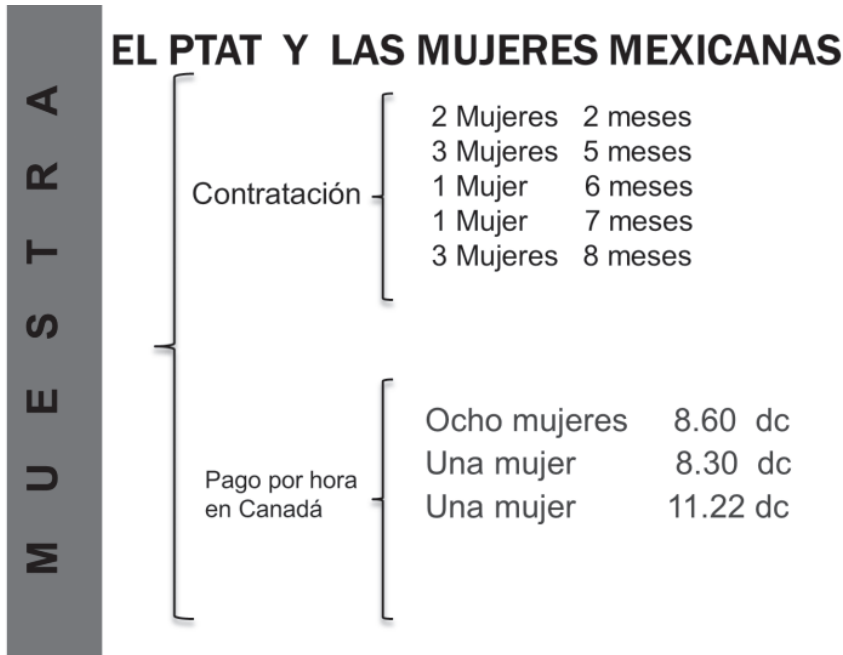 EL PTAT Y LAS MUJERES MEXICANAS
MUESTRA
Contratación
2 Mujeres 2 meses
3 Mujeres 5 meses
1 Mujer 6 meses
1 Mujer 7 meses
3 Mujeres 8 meses
Pago por hora
en Canadá
Ocho mujeres 8.60 dc
Una mujer 8.30 dc
Una mujer 11.22 dc